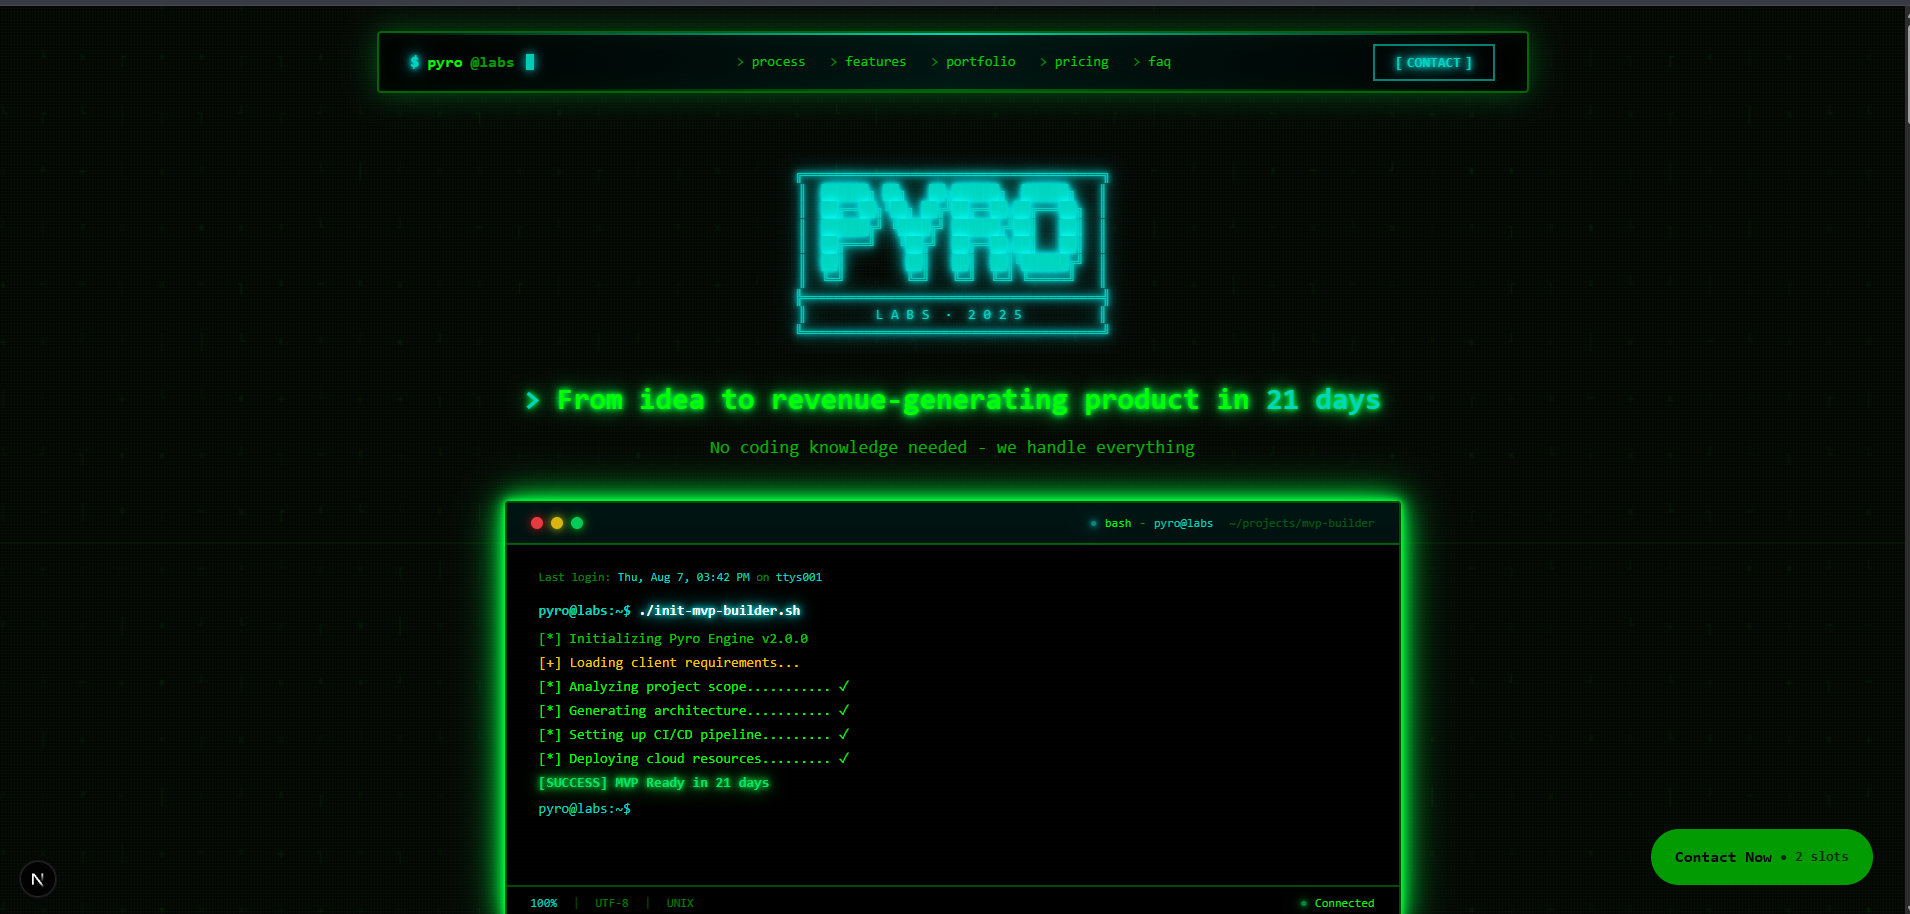 $ pyro @labs
> process > features > portfolio > pricing > faq
[ CONTACT ]
PYRO
LABS · 2025
> From idea to revenue-generating product in 21 days
No coding knowledge needed - we handle everything
bash - pyro@labs ~/projects/mvp-builder
Last login: Thu, Aug 7, 03:42 PM on ttys001
pyro@labs:~$ ./init-mvp-builder.sh
[*] Initializing Pyro Engine v2.0.0
[+] Loading client requirements...
[*] Analyzing project scope........... ✓
[*] Generating architecture........... ✓
[*] Setting up CI/CD pipeline......... ✓
[*] Deploying cloud resources......... ✓
[SUCCESS] MVP Ready in 21 days
pyro@labs:~$
Contact Now • 2 slots
N
100% | UTF-8 | UNIX
Connected